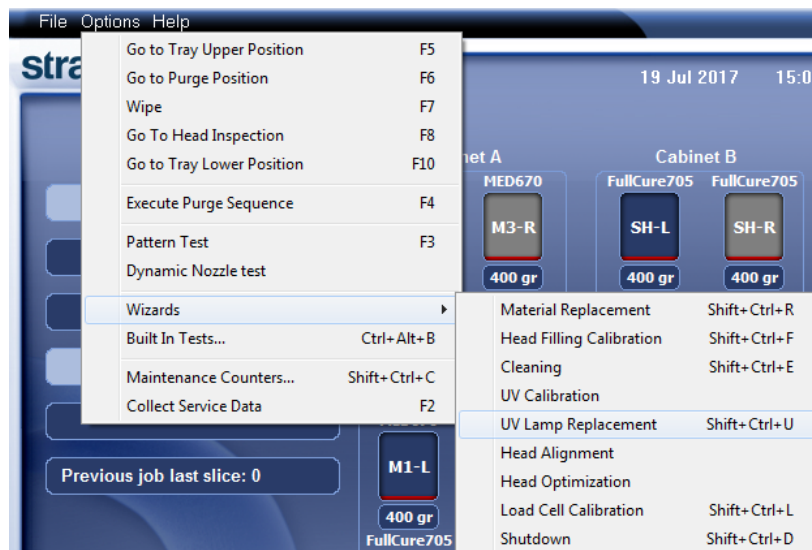 File Options Help
stra
19 Jul 2017 15:0
Go to Tray Upper Position F5
Go to Purge Position F6
Wipe F7
Go To Head Inspection F8
Go to Tray Lower Position F10
Execute Purge Sequence F4
Pattern Test F3
Dynamic Nozzle test
Wizards
Built In Tests... Ctrl+Alt+B
Maintenance Counters... Shift+Ctrl+C
Collect Service Data F2
net A
MED670
M3-R
400 gr
Cabinet B
FullCure705 FullCure705
SH-L SH-R
400 gr 400 gr
Material Replacement Shift+Ctrl+R
Head Filling Calibration Shift+Ctrl+F
Cleaning Shift+Ctrl+E
UV Calibration
UV Lamp Replacement Shift+Ctrl+U
Head Alignment
Head Optimization
Load Cell Calibration Shift+Ctrl+L
Shutdown Shift+Ctrl+D
Previous job last slice: 0
M1-L
400 gr
FullCure705